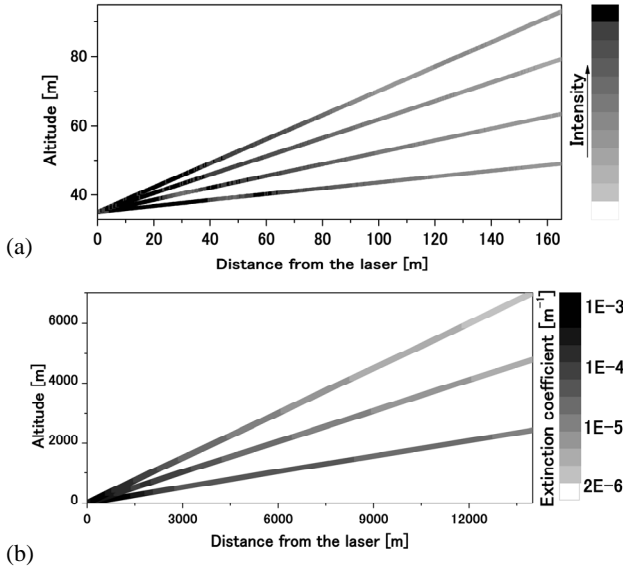 80
60
40
Altitude [m]
0 20 40 60 80 100 120 140 160
Distance from the laser [m]
Intensity
(a)
6000
4000
2000
0
Altitude [m]
0 3000 6000 9000 12000
Distance from the laser [m]
Extinction coefficient [m⁻¹]
1E-3
1E-4
1E-5
2E-6
(b)